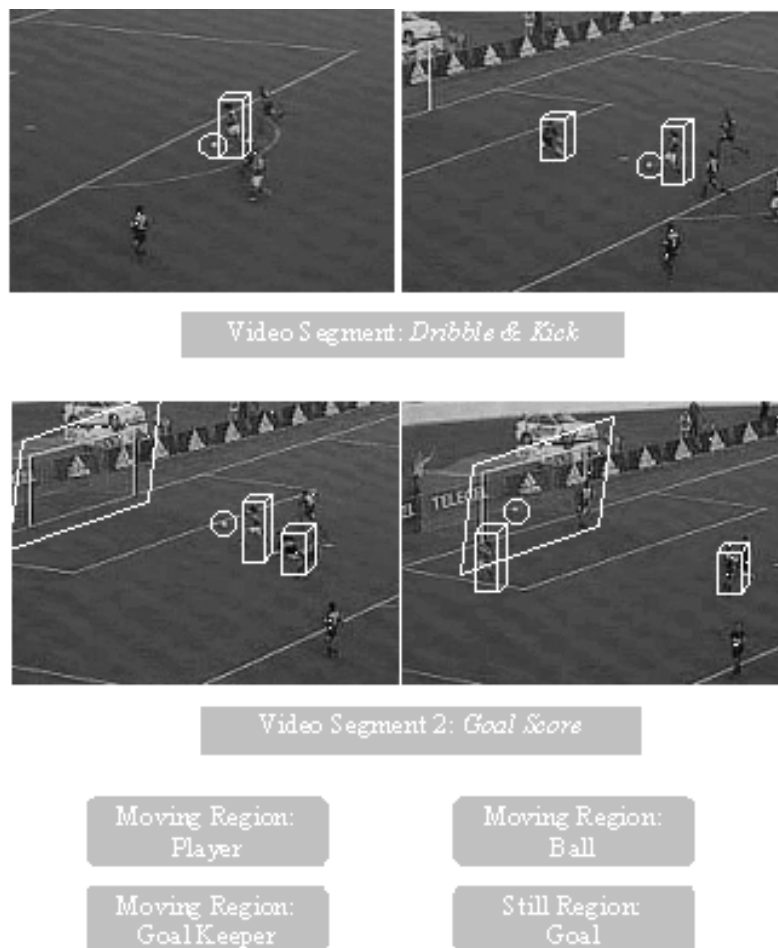 Video Segment: Dribble & Kick
TELECEL
Video Segment 2: Goal Score
Moving Region:
Player
Moving Region:
Ball
Moving Region:
Goal Keeper
Still Region:
Goal